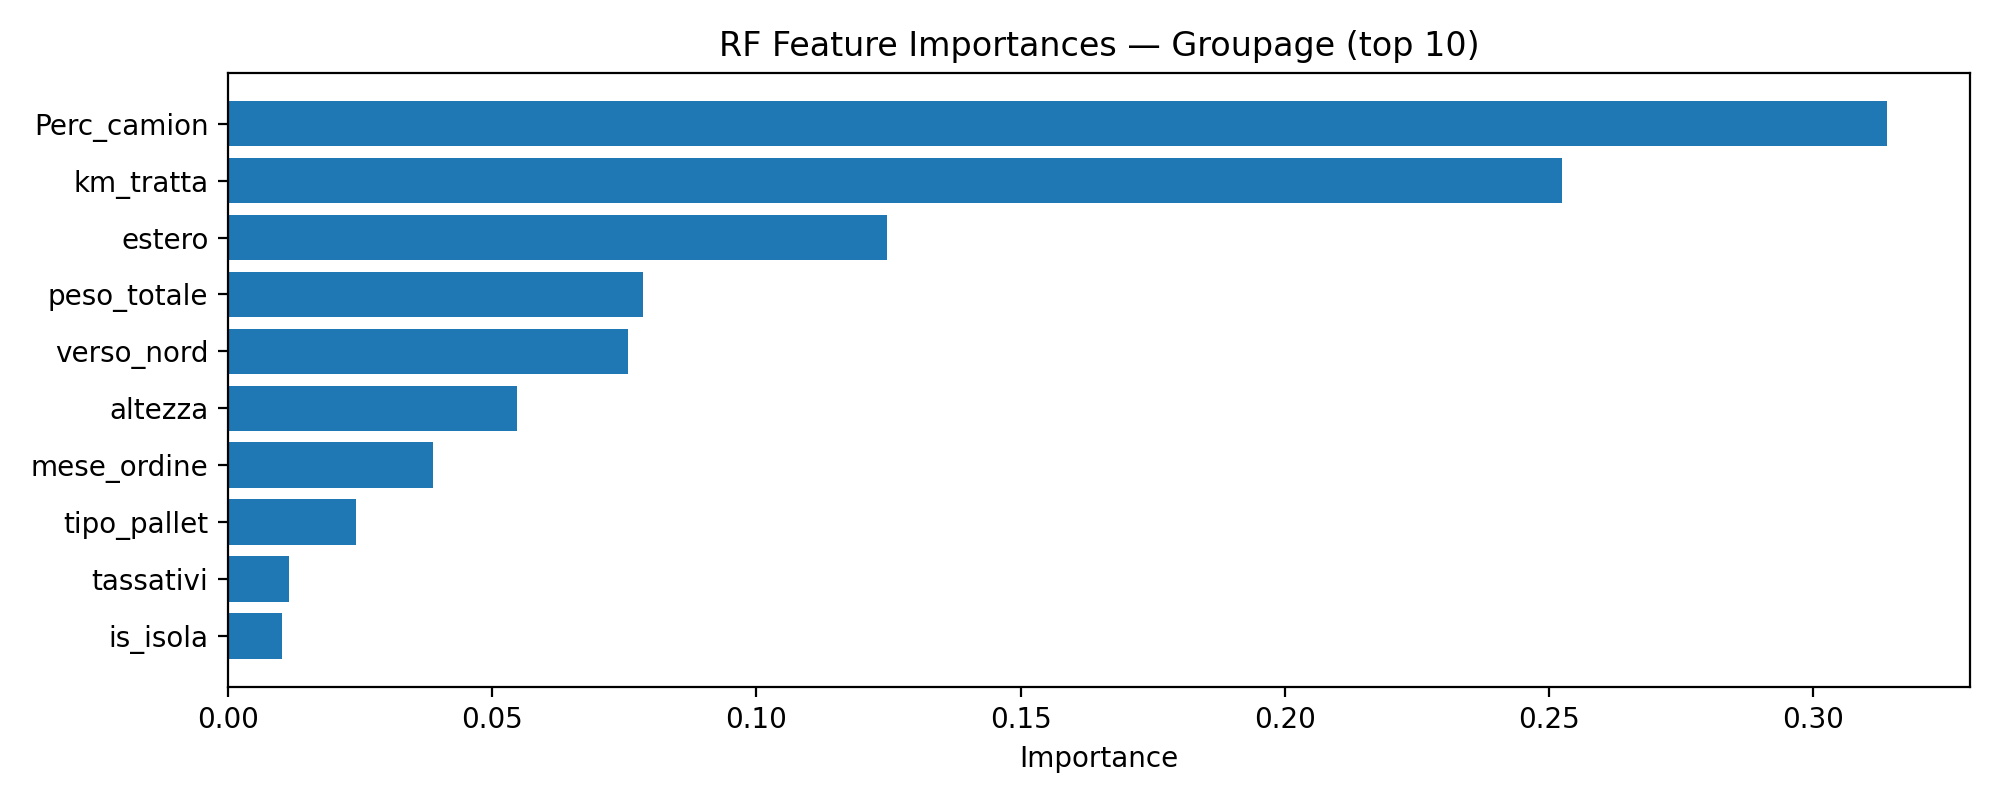 RF Feature Importances — Groupage (top 10)
Perc_camion
km_tratta
estero
peso_totale
verso_nord
altezza
mese_ordine
tipo_pallet
tassativi
is_isola
0.00 0.05 0.10 0.15 0.20 0.25 0.30
Importance